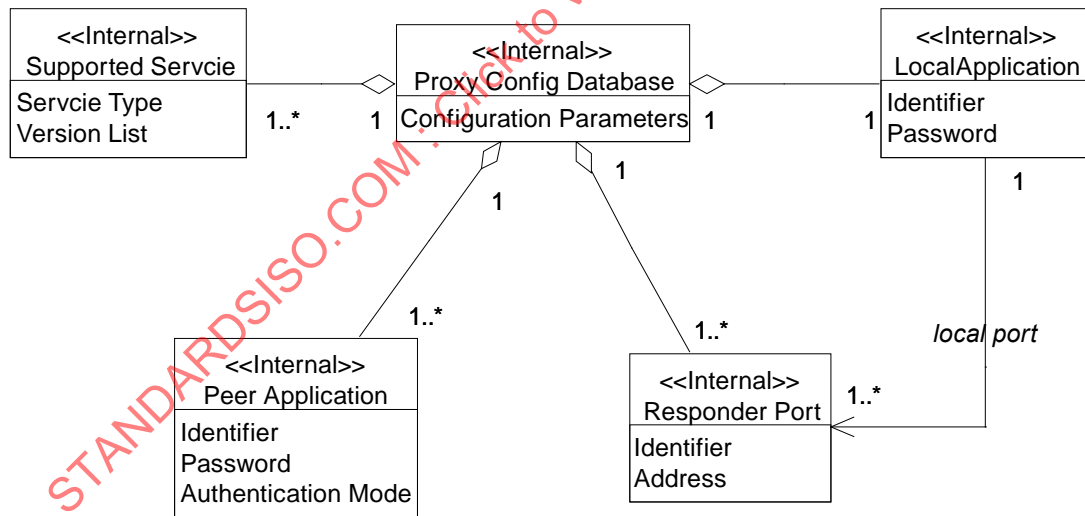 <<Internal>>
Supported Servcie
Servcie Type
Version List
1..*
1
<<Internal>>
Proxy Config Database
Configuration Parameters
1
1
<<Internal>>
LocalApplication
Identifier
Password
1
1
1
1..*
1..*
local port
1..*
<<Internal>>
Peer Application
Identifier
Password
Authentication Mode
<<Internal>>
Responder Port
Identifier
Address
STANDARDSISO.COM : Click to v